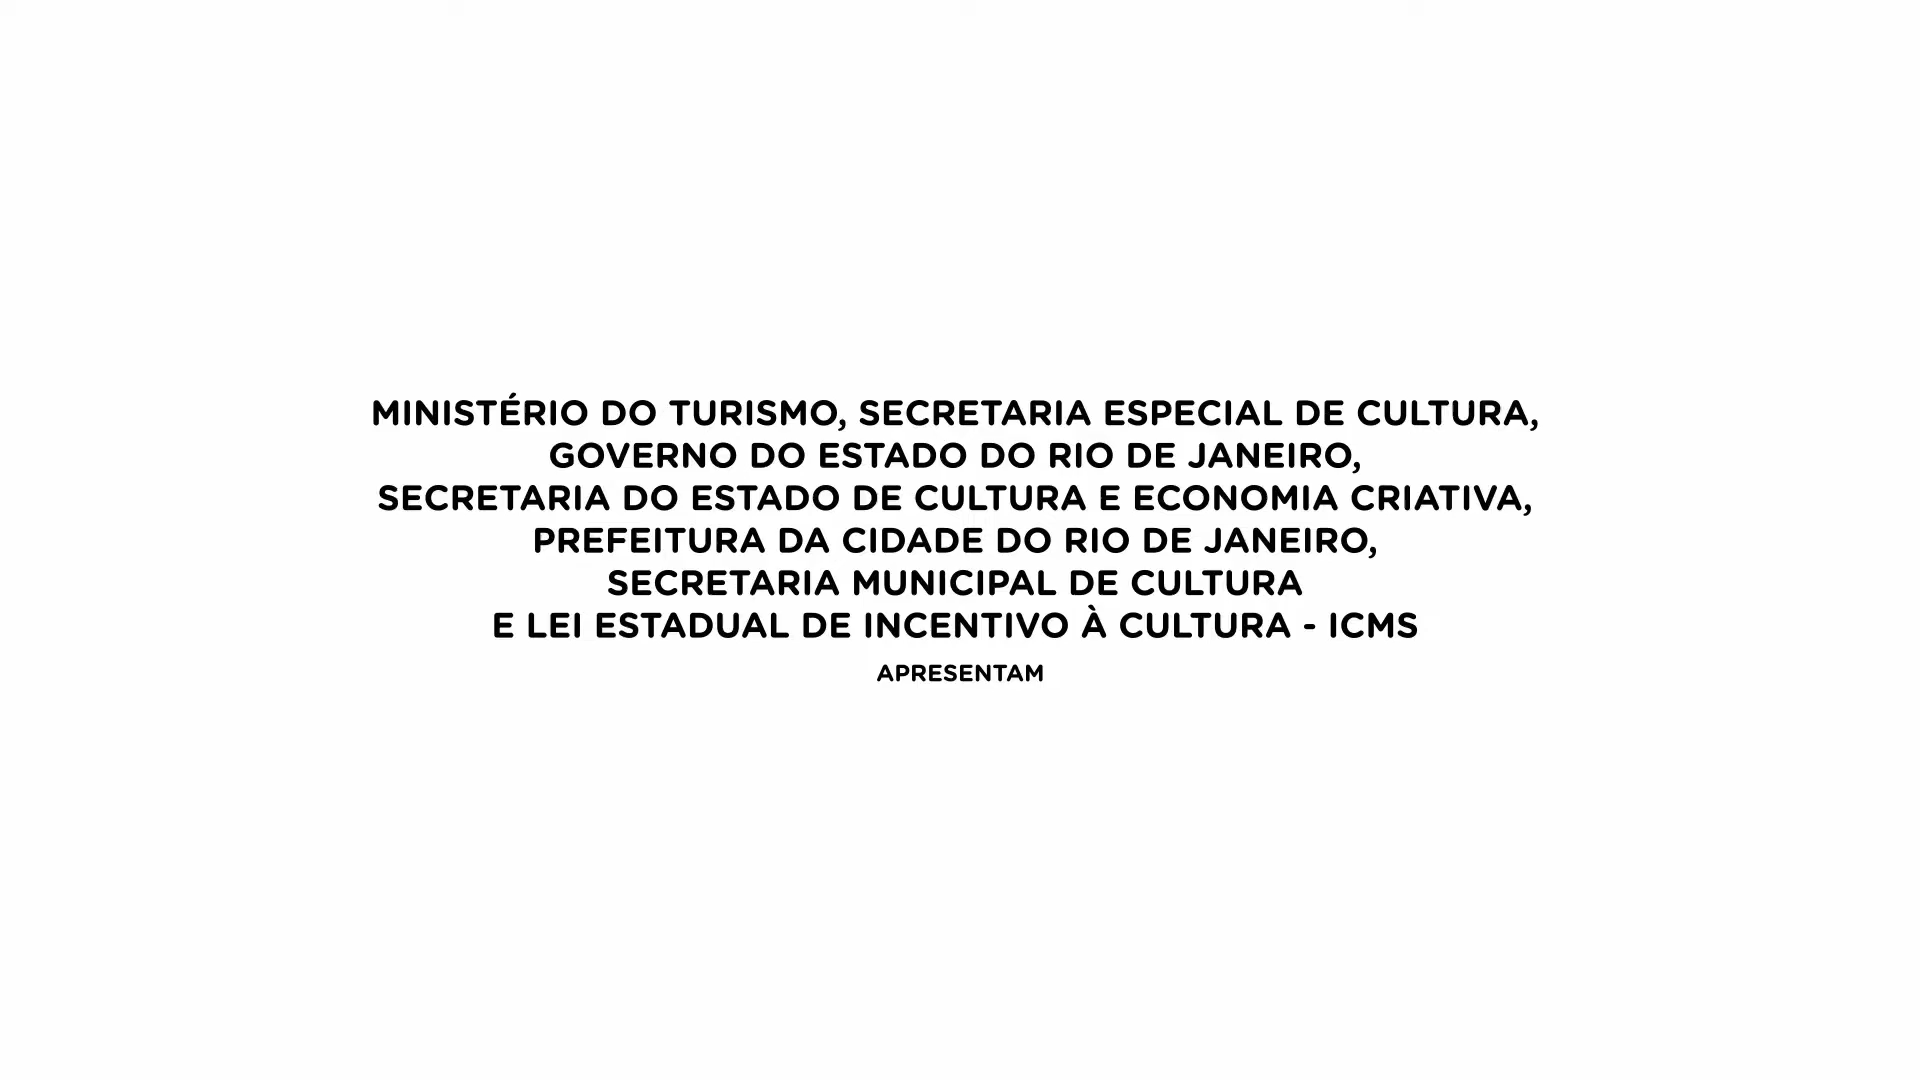 MINISTÉRIO DO TURISMO, SECRETARIA ESPECIAL DE CULTURA,
GOVERNO DO ESTADO DO RIO DE JANEIRO,
SECRETARIA DO ESTADO DE CULTURA E ECONOMIA CRIATIVA,
PREFEITURA DA CIDADE DO RIO DE JANEIRO,
SECRETARIA MUNICIPAL DE CULTURA
E LEI ESTADUAL DE INCENTIVO À CULTURA - ICMS
APRESENTAM